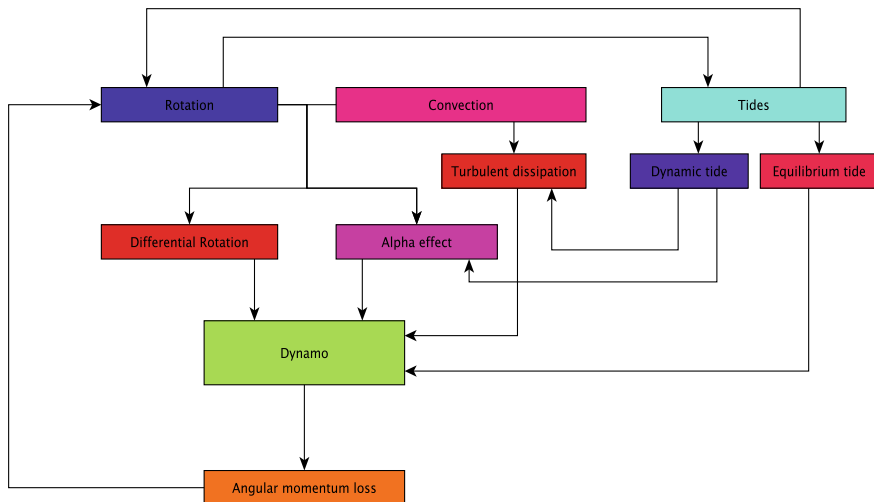 Rotation
Convection
Tides
Turbulent dissipation
Dynamic tide
Equilibrium tide
Differential Rotation
Alpha effect
Dynamo
Angular momentum loss